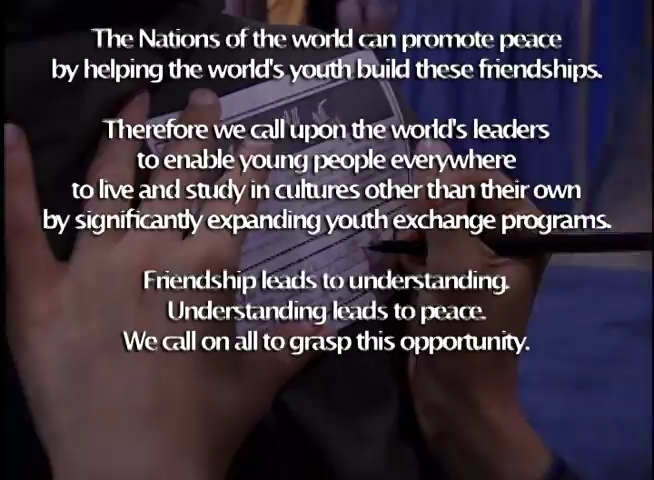 The Nations of the world can promote peace
by helping the world's youth build these friendships.
Therefore we call upon the world's leaders
to enable young people everywhere
to live and study in cultures other than their own
by significantly expanding youth exchange programs.
Friendship leads to understanding.
Understanding leads to peace.
We call on all to grasp this opportunity.